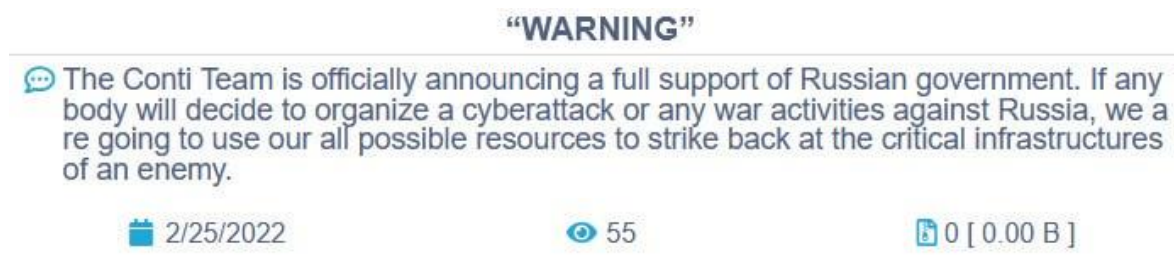 “WARNING”
The Conti Team is officially announcing a full support of Russian government. If any
body will decide to organize a cyberattack or any war activities against Russia, we a
re going to use our all possible resources to strike back at the critical infrastructures
of an enemy.
2/25/2022 55 0 [ 0.00 B ]